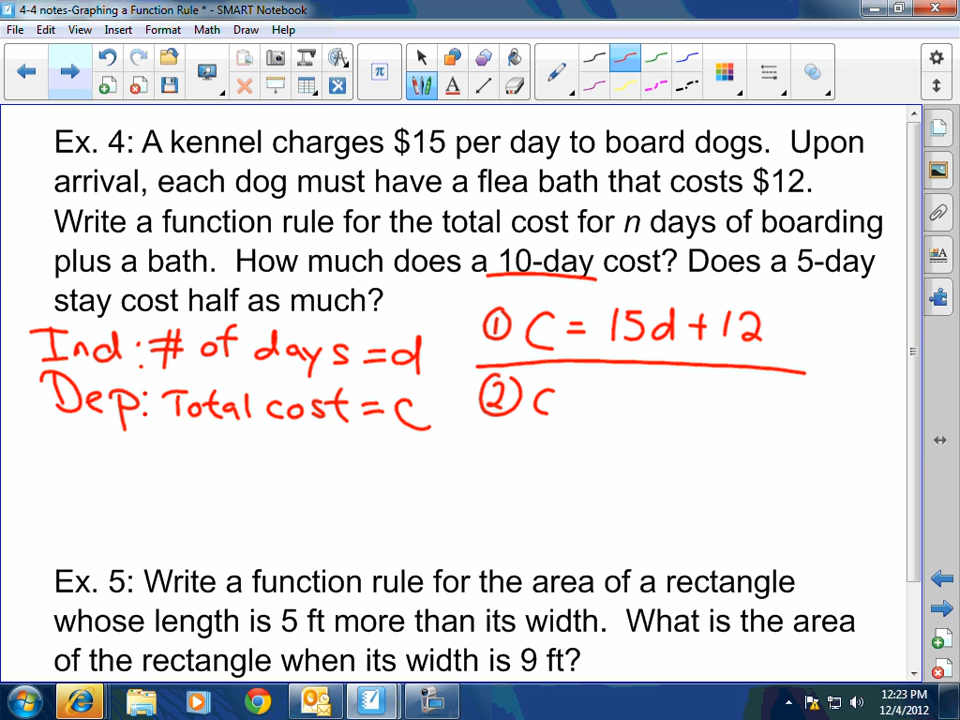 4-4 notes-Graphing a Function Rule * - SMART Notebook
File Edit View Insert Format Math Draw Help
Ex. 4: A kennel charges $15 per day to board dogs. Upon
arrival, each dog must have a flea bath that costs $12.
Write a function rule for the total cost for n days of boarding
plus a bath. How much does a 10-day cost? Does a 5-day
stay cost half as much?
Ind: # of days = d
Dep: Total cost = C
① C = 15d + 12
② C
Ex. 5: Write a function rule for the area of a rectangle
whose length is 5 ft more than its width. What is the area
of the rectangle when its width is 9 ft?
12:23 PM
12/4/2012